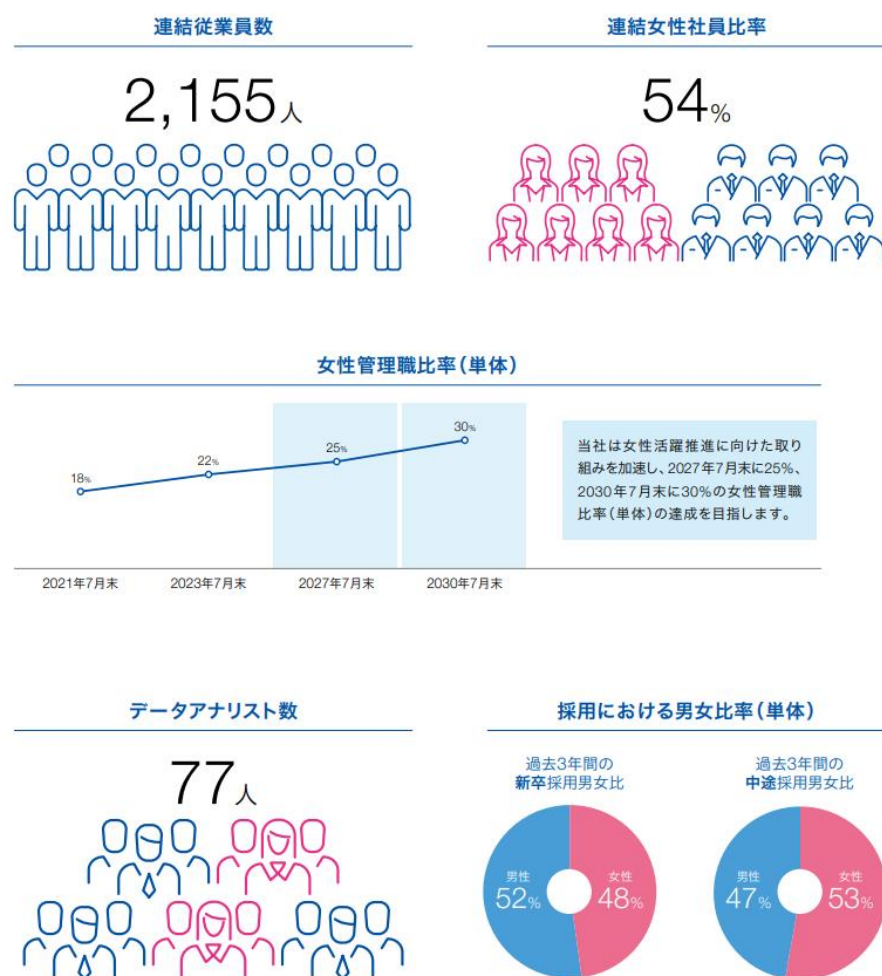 連結従業員数
2,155人
連結女性社員比率
54%
女性管理職比率(単体)
18%
22%
25%
30%
2021年7月末
2023年7月末
2027年7月末
2030年7月末
当社は女性活躍推進に向けた取り
組みを加速し、2027年7月末に25%、
2030年7月末に30%の女性管理職
比率(単体)の達成を目指します。
データアナリスト数
77人
採用における男女比率(単体)
過去3年間の
新卒採用男女比
男性
52%
女性
48%
過去3年間の
中途採用男女比
男性
47%
女性
53%